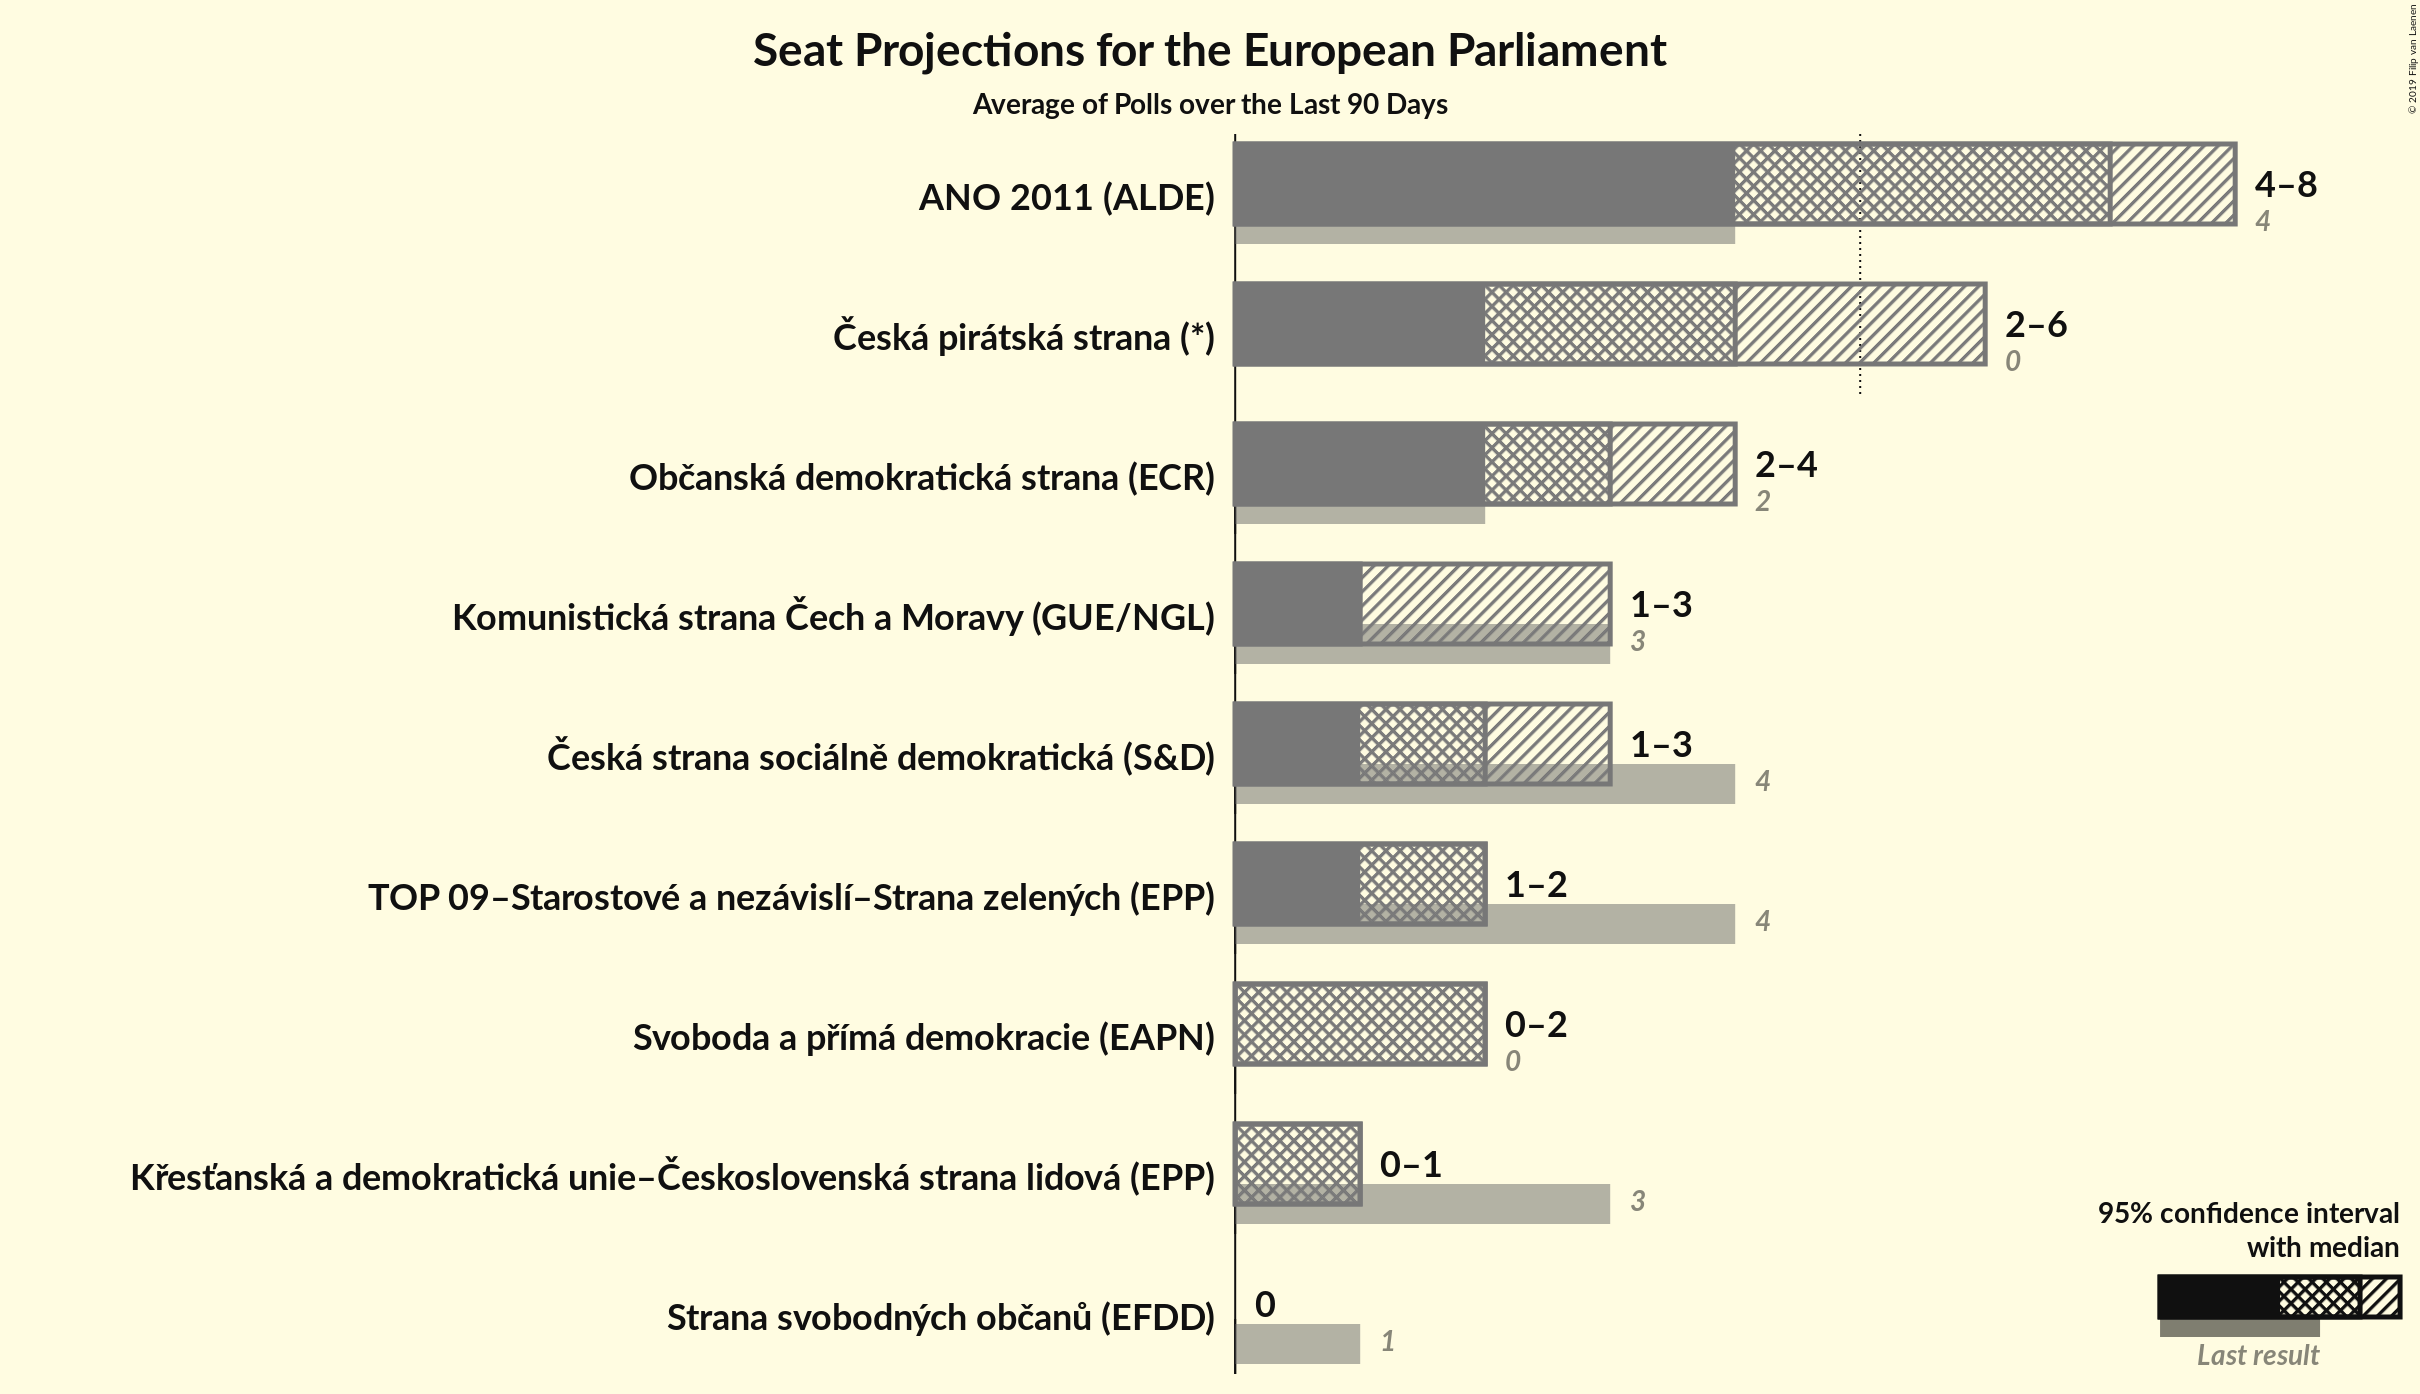 Seat Projections for the European Parliament
Average of Polls over the Last 90 Days
© 2019 Filip van Laenen
ANO 2011 (ALDE)
4–8
4
Česká pirátská strana (*)
2–6
0
Občanská demokratická strana (ECR)
2–4
2
Komunistická strana Čech a Moravy (GUE/NGL)
1–3
3
Česká strana sociálně demokratická (S&D)
1–3
4
TOP 09–Starostové a nezávislí–Strana zelených (EPP)
1–2
4
Svoboda a přímá demokracie (EAPN)
0–2
0
Křesťanská a demokratická unie–Československá strana lidová (EPP)
0–1
3
Strana svobodných občanů (EFDD)
0
1
95% confidence interval
with median
Last result